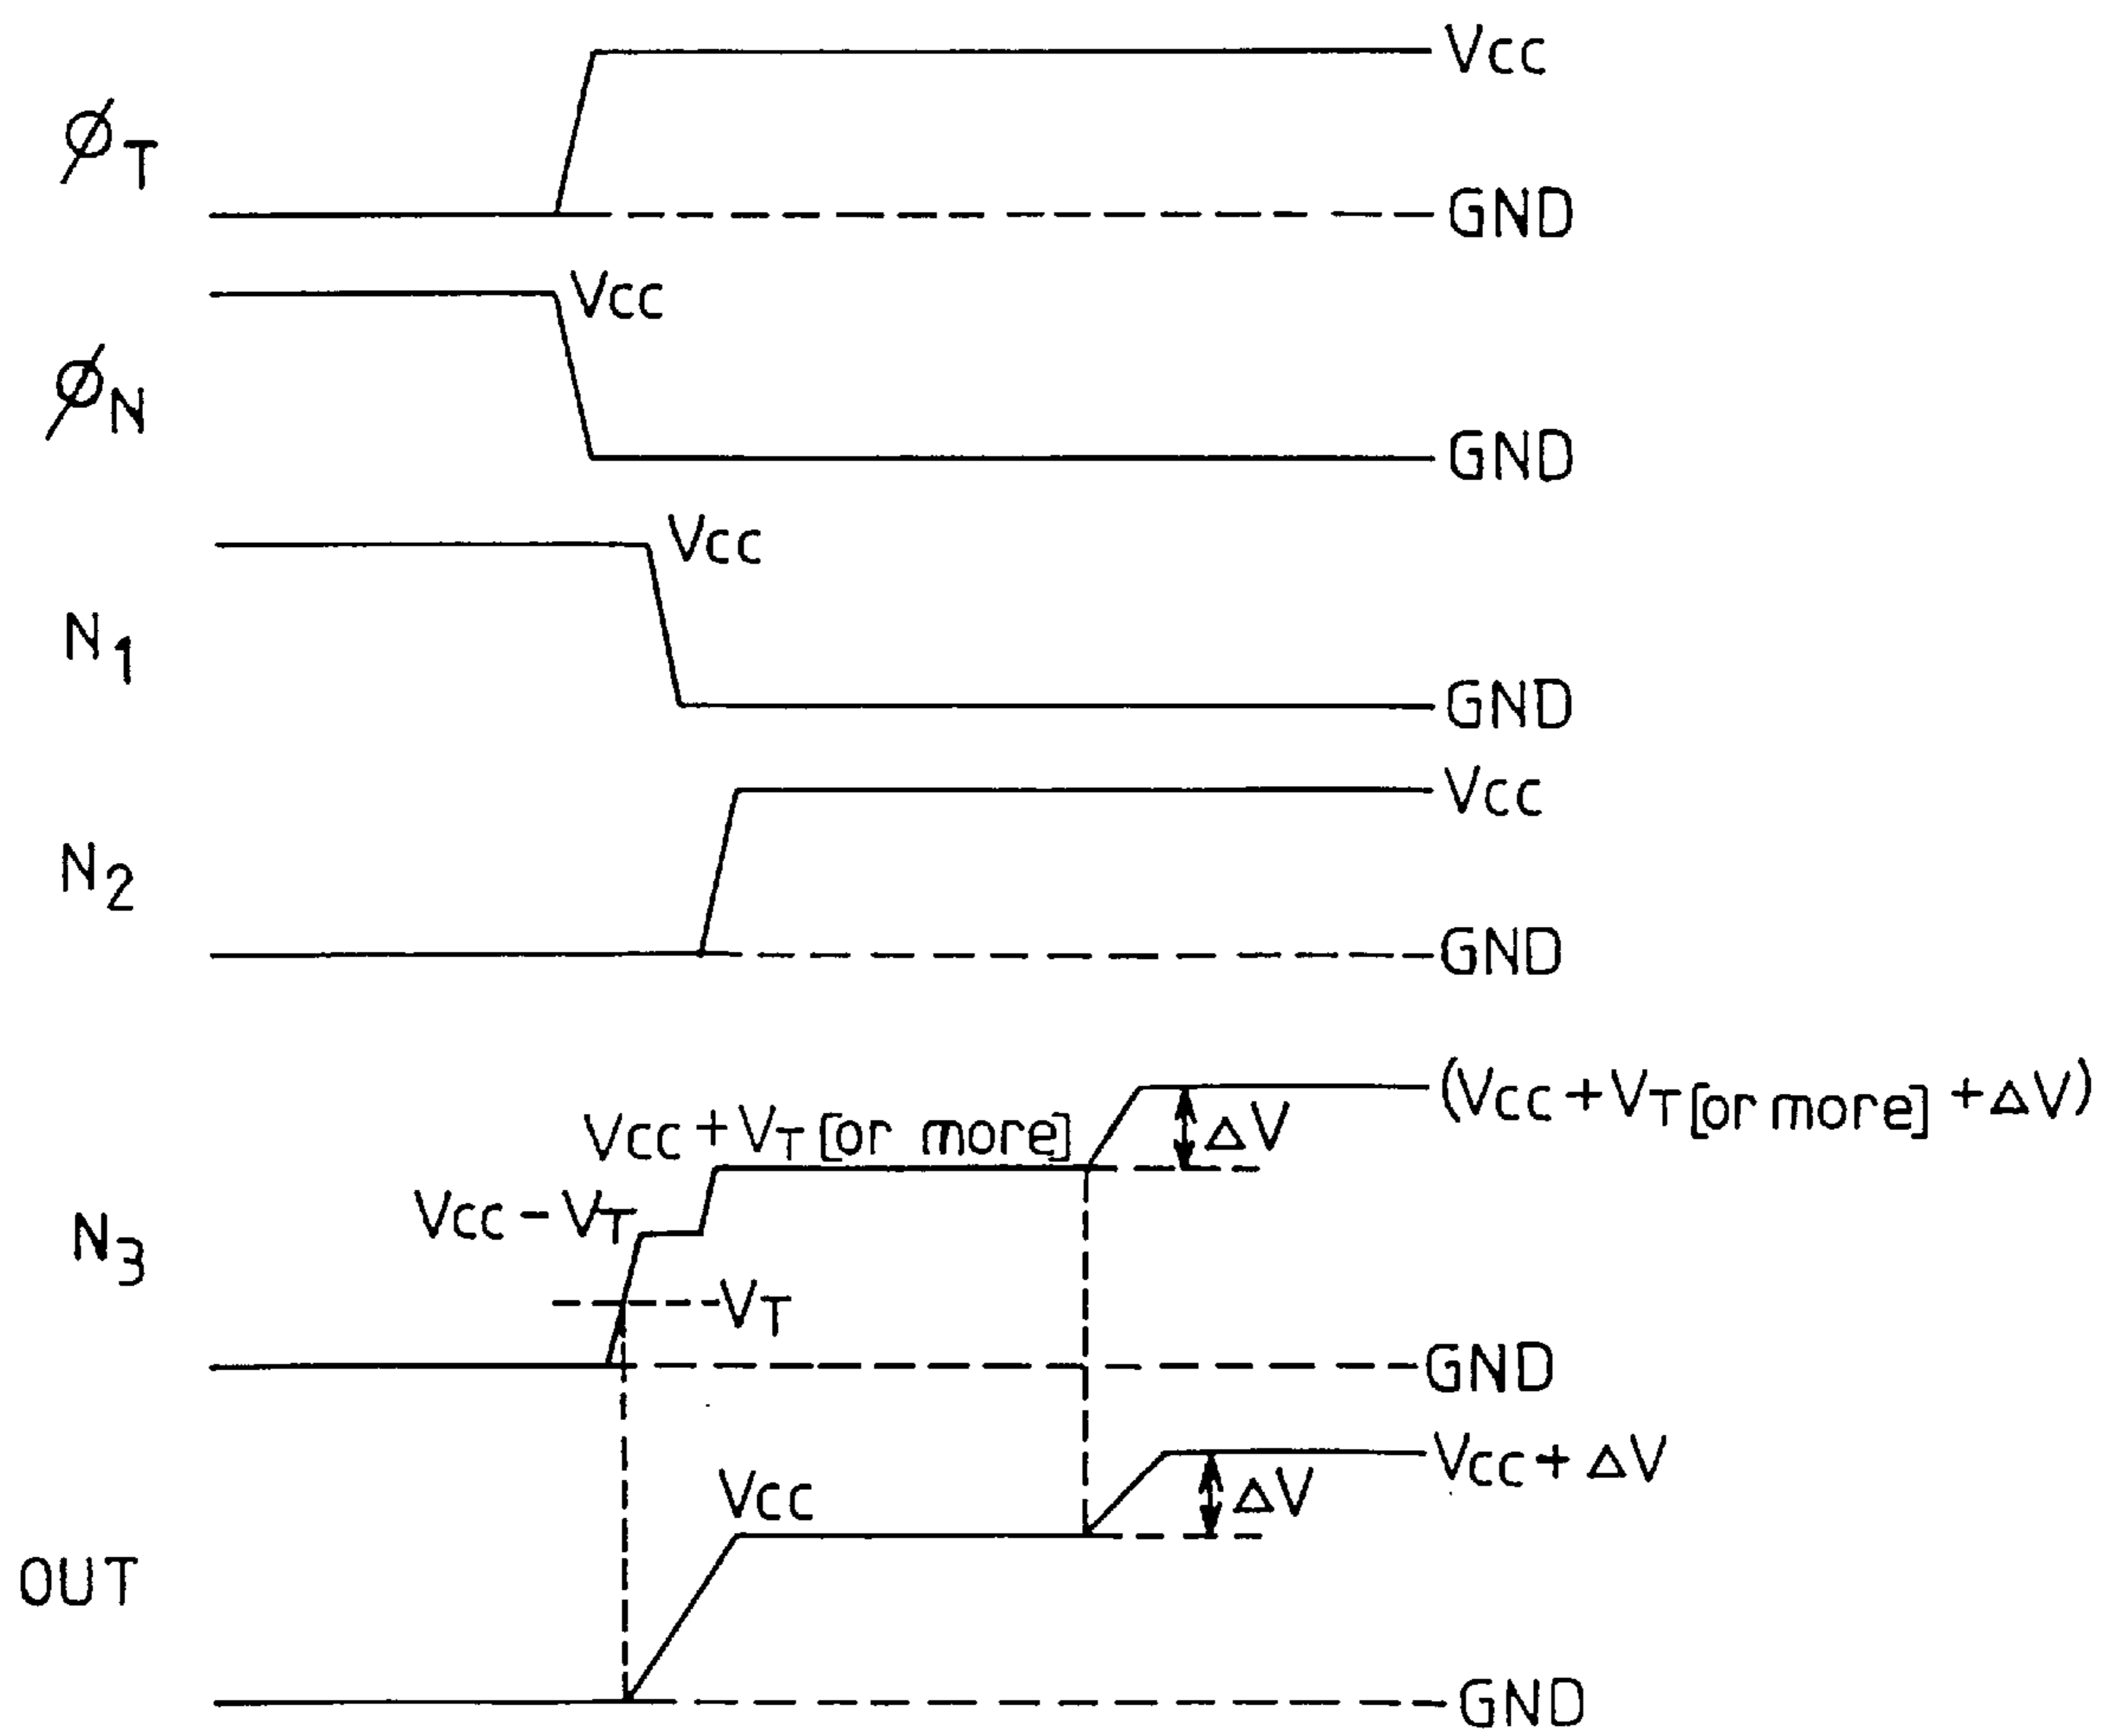 Vcc
øT
GND
Vcc
øN
GND
Vcc
N1
GND
Vcc
N2
GND
(Vcc+VT[or more]+ΔV)
Vcc+VT[or more]
ΔV
Vcc-VT
N3
VT
GND
Vcc+ΔV
Vcc
ΔV
OUT
GND